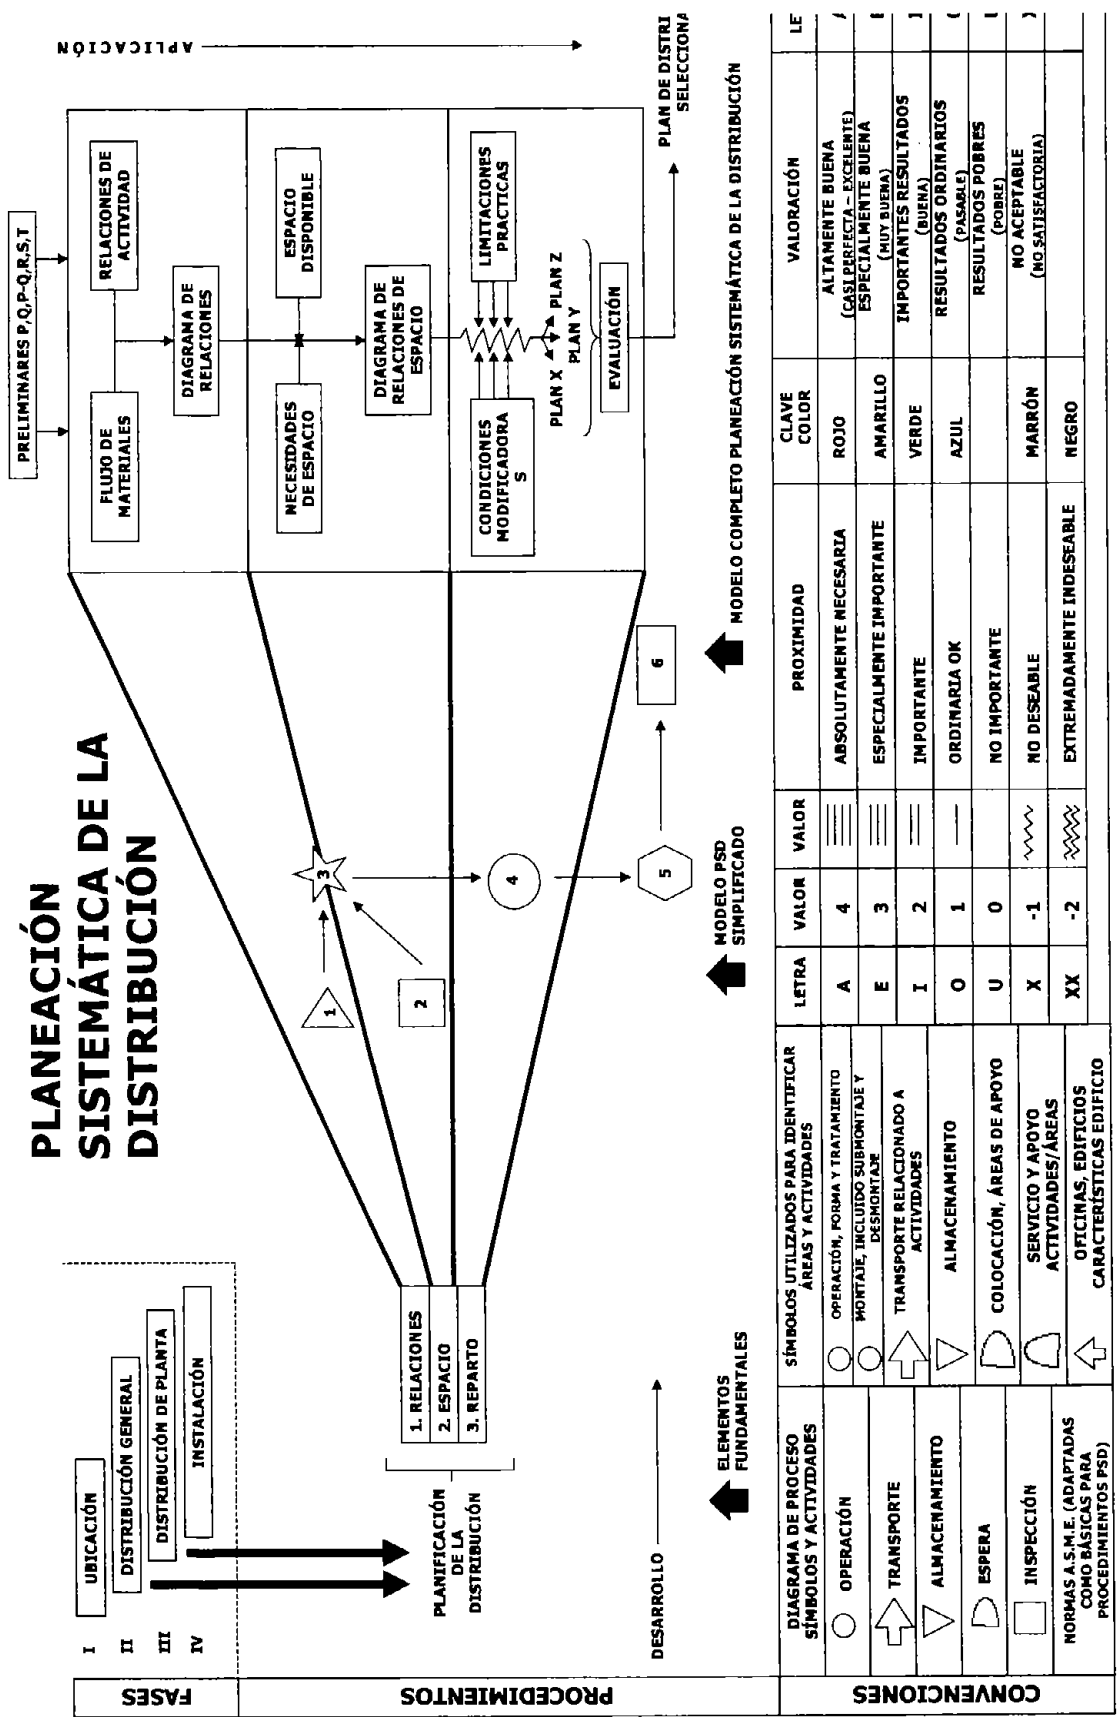 PLANEACIÓN
SISTEMÁTICA DE LA
DISTRIBUCIÓN
FASES
I
UBICACIÓN
II
DISTRIBUCIÓN GENERAL
III
DISTRIBUCIÓN DE PLANTA
IV
INSTALACIÓN
PROCEDIMIENTOS
PLANIFICACIÓN
DE LA
DISTRIBUCIÓN
1. RELACIONES
2. ESPACIO
3. REPARTO
DESARROLLO
1
2
3
4
5
6
PRELIMINARES P,Q,P-Q,R,S,T
FLUJO DE
MATERIALES
RELACIONES DE
ACTIVIDAD
DIAGRAMA DE
RELACIONES
NECESIDADES
DE ESPACIO
ESPACIO
DISPONIBLE
DIAGRAMA DE
RELACIONES DE
ESPACIO
CONDICIONES
MODIFICADORA
S
LIMITACIONES
PRACTICAS
PLAN X
PLAN Y
PLAN Z
EVALUACIÓN
APLICACIÓN
PLAN DE DISTRI
SELECCIONA
ELEMENTOS
FUNDAMENTALES
MODELO PSD
SIMPLIFICADO
MODELO COMPLETO PLANEACIÓN SISTEMÁTICA DE LA DISTRIBUCIÓN
CONVENCIONES
DIAGRAMA DE PROCESO
SÍMBOLOS Y ACTIVIDADES
OPERACIÓN
TRANSPORTE
ALMACENAMIENTO
ESPERA
INSPECCIÓN
NORMAS A.S.M.E. (ADAPTADAS
COMO BÁSICAS PARA
PROCEDIMIENTOS PSD)
SÍMBOLOS UTILIZADOS PARA IDENTIFICAR
ÁREAS Y ACTIVIDADES
OPERACIÓN, FORMA Y TRATAMIENTO
MONTAJE, INCLUIDO SUBMONTAJE Y
DESMONTAJE
TRANSPORTE RELACIONADO A
ACTIVIDADES
ALMACENAMIENTO
COLOCACIÓN, ÁREAS DE APOYO
SERVICIO Y APOYO
ACTIVIDADES/ÁREAS
OFICINAS, EDIFICIOS
CARACTERÍSTICAS EDIFICIO
LETRA VALOR VALOR PROXIMIDAD CLAVE COLOR VALORACIÓN LE
A 4 ABSOLUTAMENTE NECESARIA ROJO ALTAMENTE BUENA
(CASI PERFECTA – EXCELENTE)
E 3 ESPECIALMENTE IMPORTANTE AMARILLO ESPECIALMENTE BUENA
(MUY BUENA)
I 2 IMPORTANTE VERDE IMPORTANTES RESULTADOS
(BUENA)
O 1 ORDINARIA OK AZUL RESULTADOS ORDINARIOS
(PASABLE)
U 0 NO IMPORTANTE RESULTADOS POBRES
(POBRE)
X -1 NO DESEABLE MARRÓN NO ACEPTABLE
(NO SATISFACTORIA)
XX -2 EXTREMADAMENTE INDESEABLE NEGRO